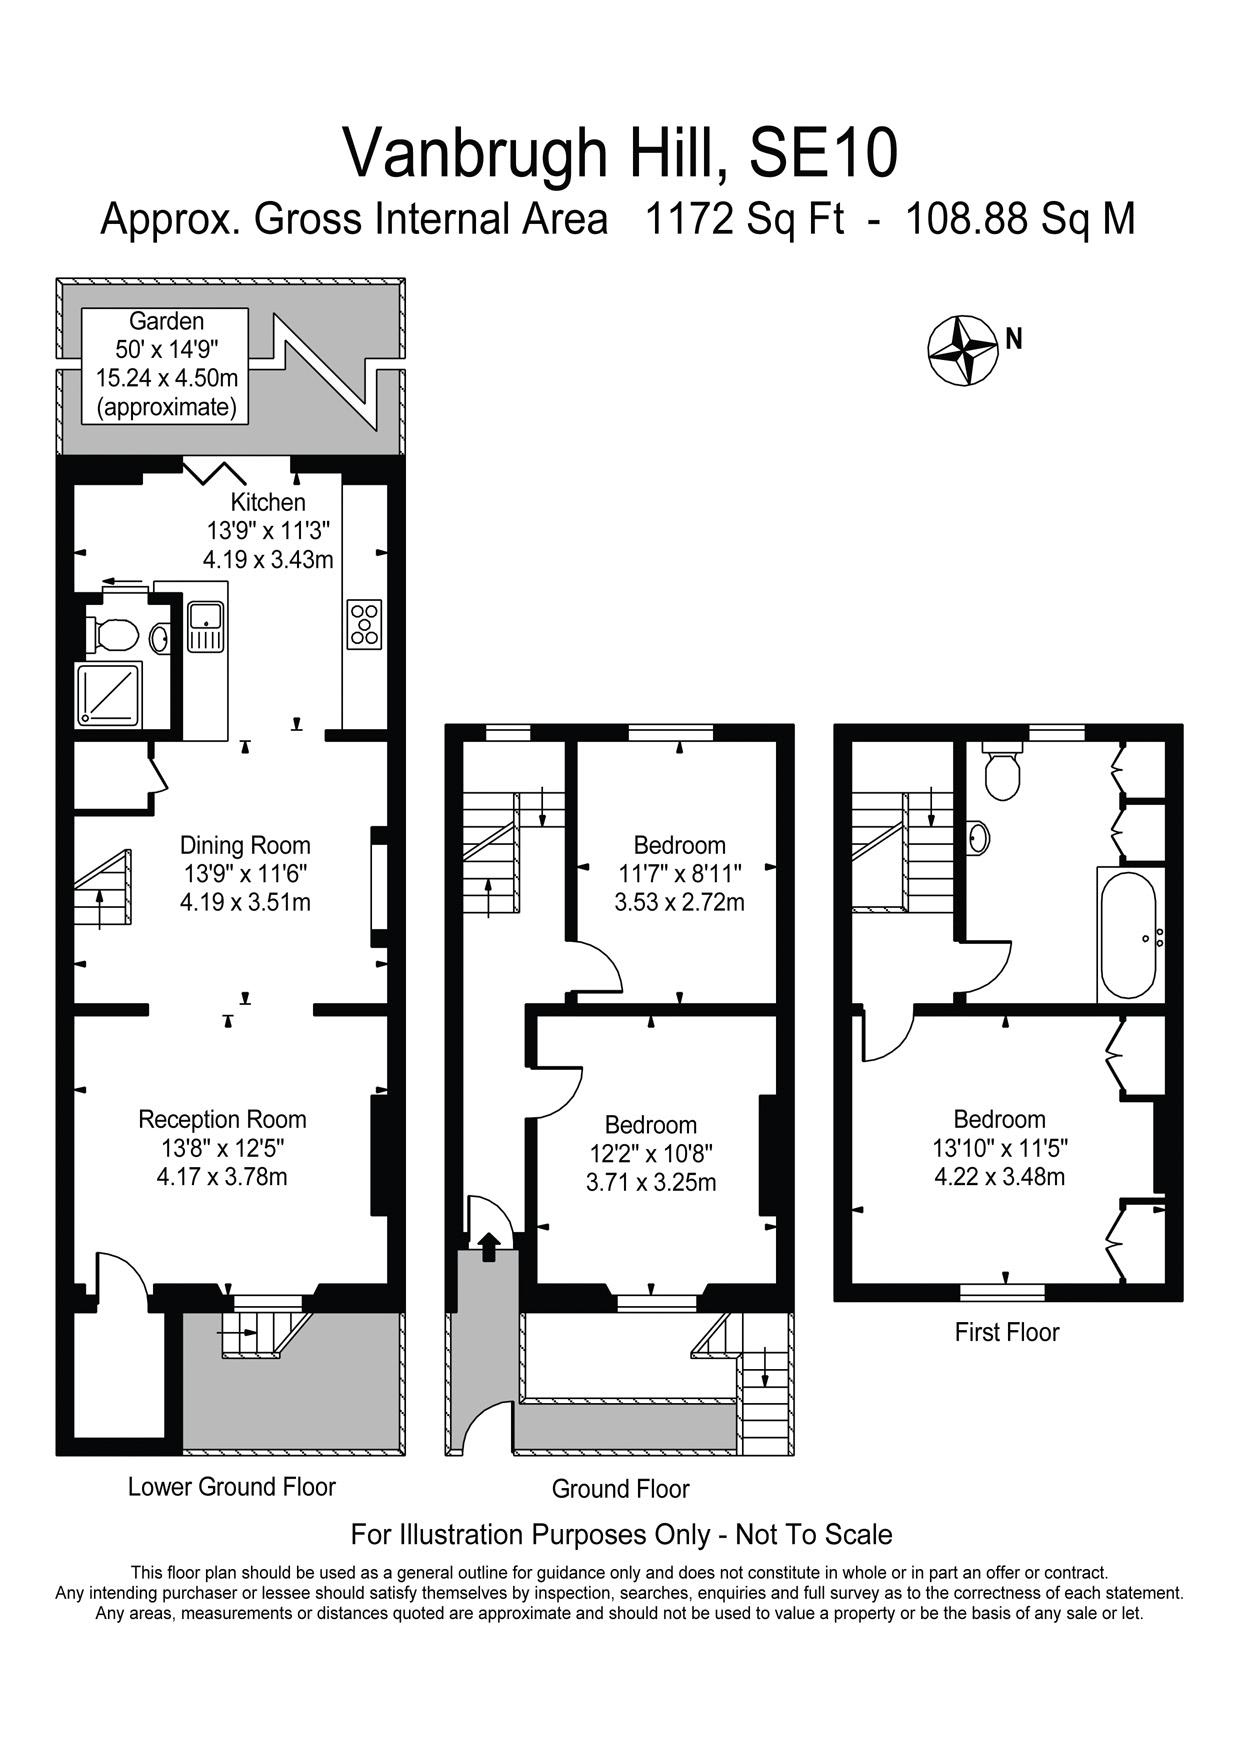 Vanbrugh Hill, SE10
Approx. Gross Internal Area 1172 Sq Ft - 108.88 Sq M
Garden
50' x 14'9"
15.24 x 4.50m
(approximate)
N
Kitchen
13'9" x 11'3"
4.19 x 3.43m
Dining Room
13'9" x 11'6"
4.19 x 3.51m
Reception Room
13'8" x 12'5"
4.17 x 3.78m
Lower Ground Floor
Bedroom
11'7" x 8'11"
3.53 x 2.72m
Bedroom
12'2" x 10'8"
3.71 x 3.25m
Ground Floor
Bedroom
13'10" x 11'5"
4.22 x 3.48m
First Floor
For Illustration Purposes Only - Not To Scale
This floor plan should be used as a general outline for guidance only and does not constitute in whole or in part an offer or contract.
Any intending purchaser or lessee should satisfy themselves by inspection, searches, enquiries and full survey as to the correctness of each statement.
Any areas, measurements or distances quoted are approximate and should not be used to value a property or be the basis of any sale or let.